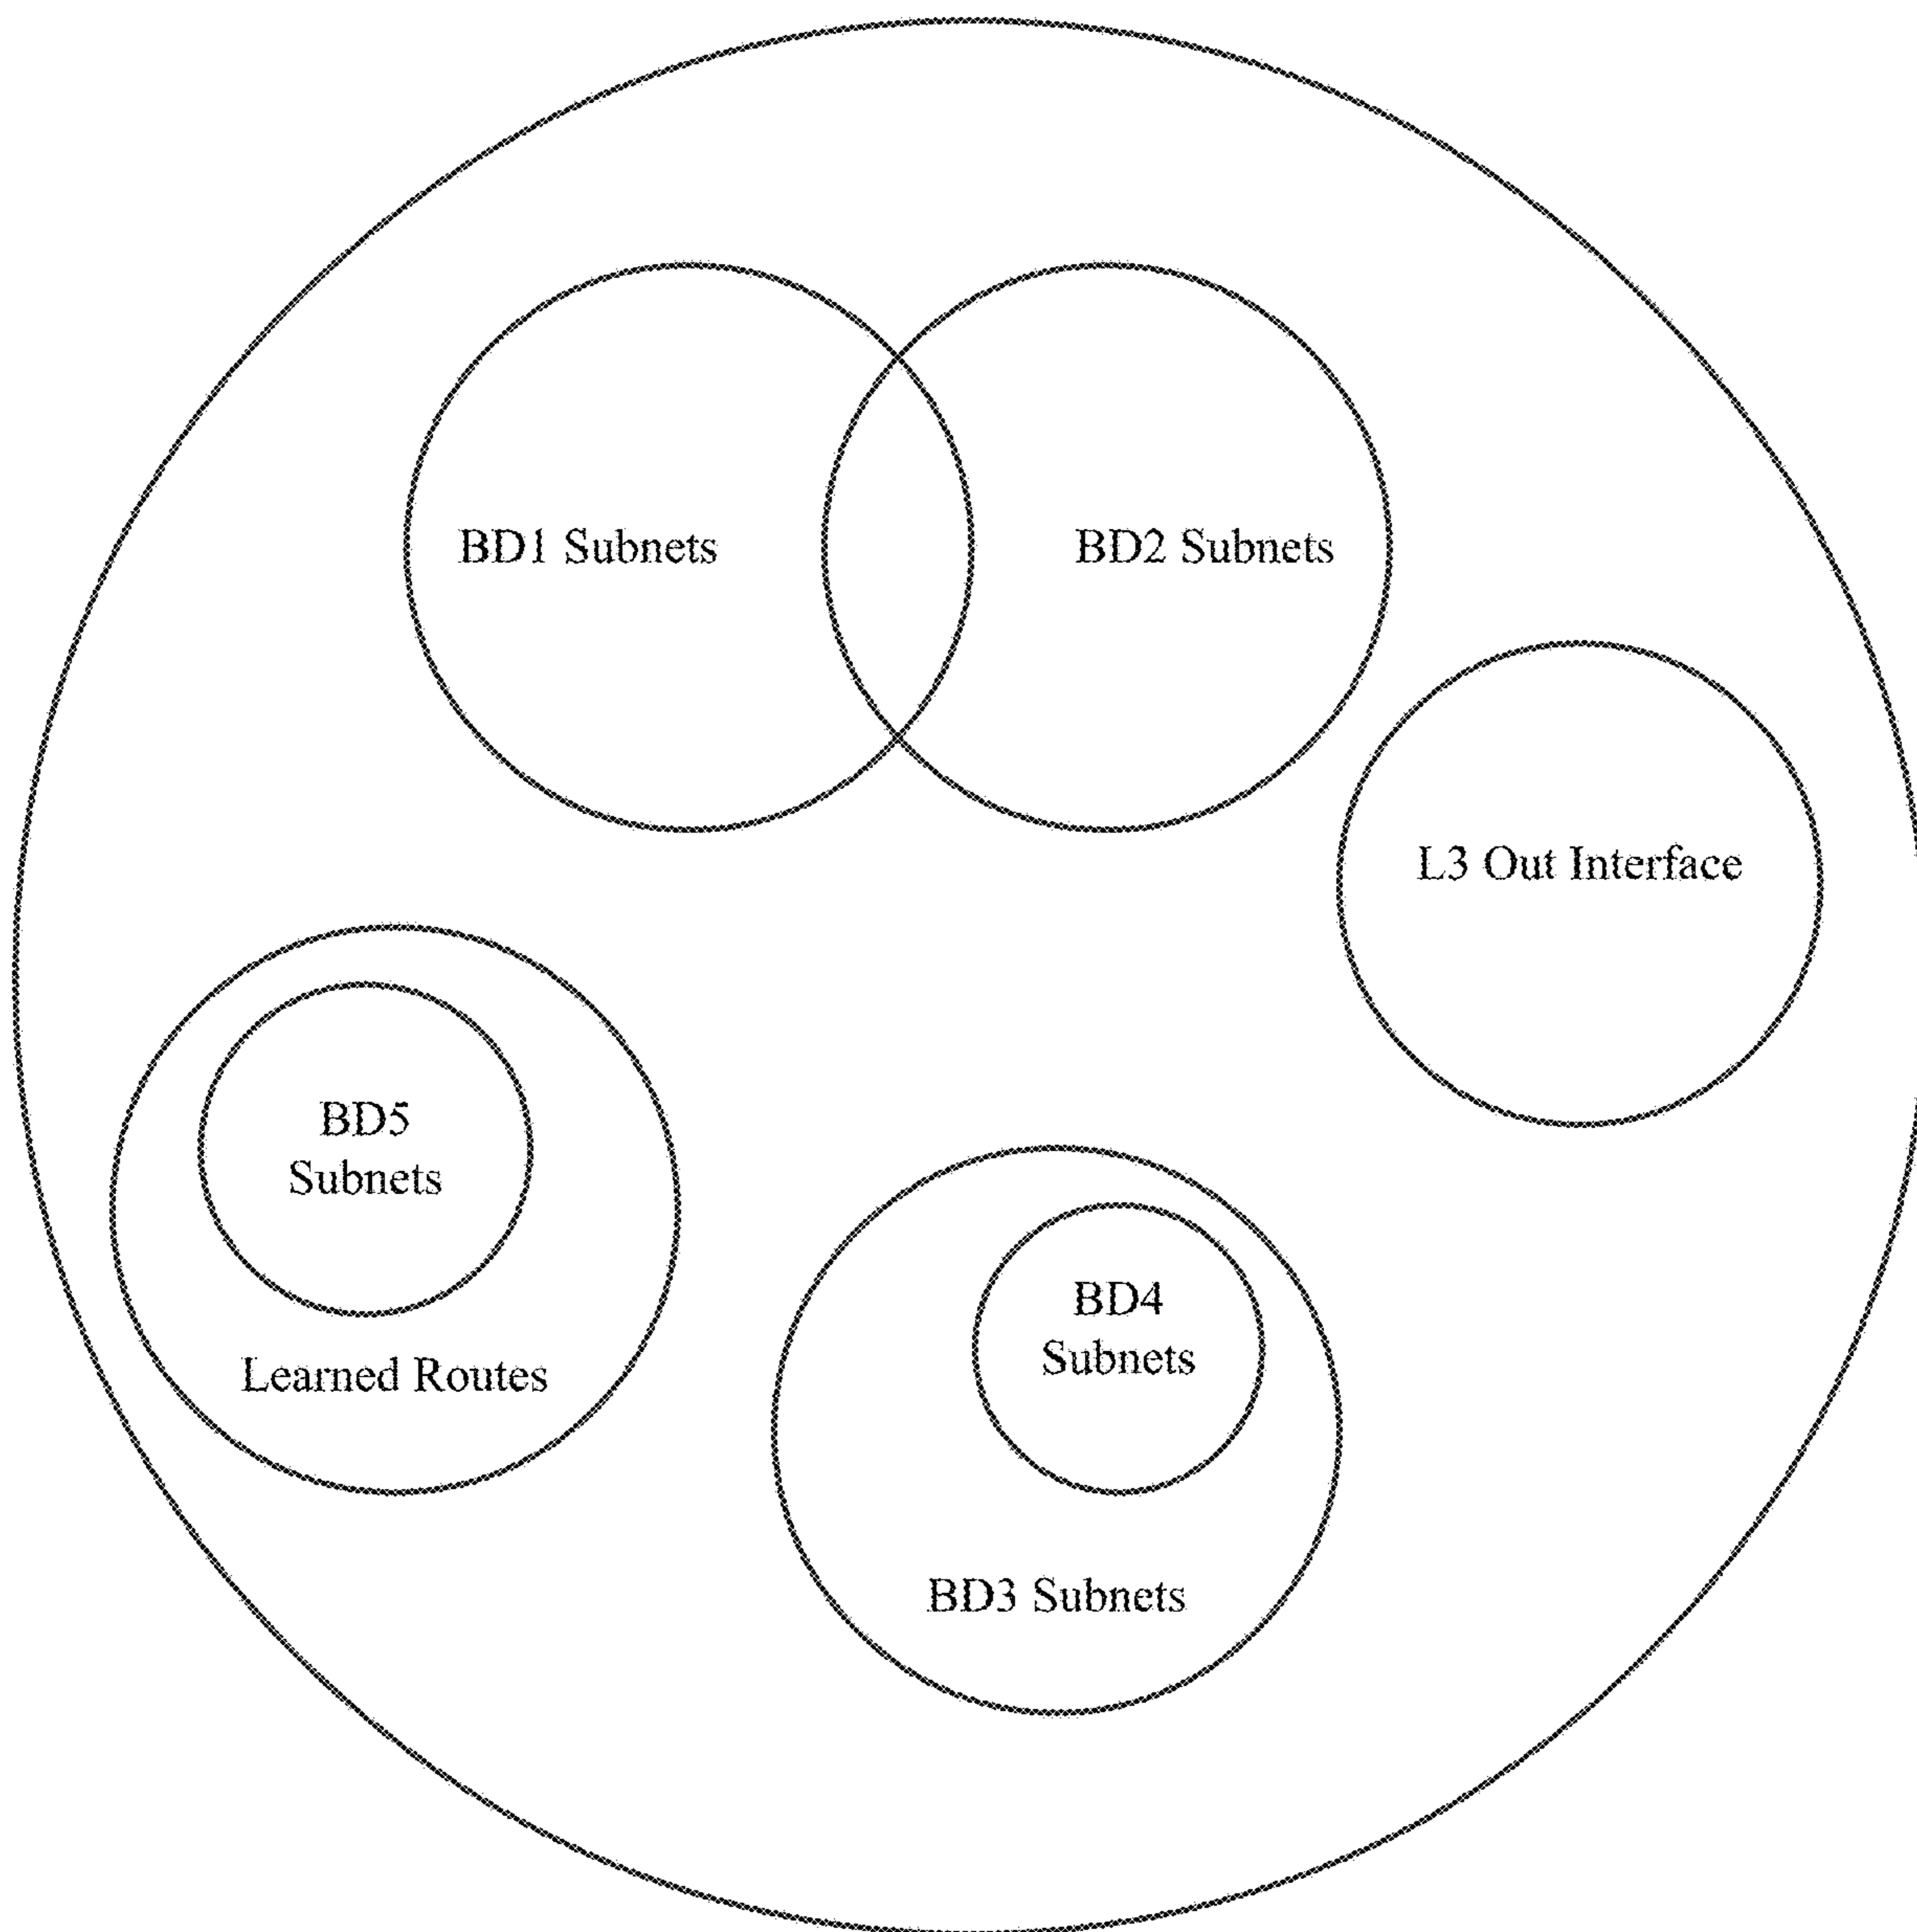 BD1 Subnets
BD2 Subnets
L3 Out Interface
BD5
Subnets
Learned Routes
BD4
Subnets
BD3 Subnets